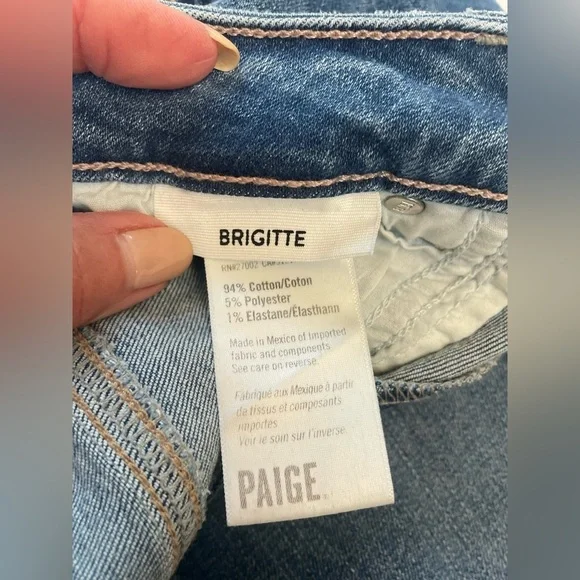 BRIGITTE
94% Cotton/Coton
5% Polyester
1% Elastane/Élasthann
Made in Mexico of imported
fabric and components.
See care on reverse.
Fabriqué aux Mexique à partir
de tissus et composants
importés
Voir le soin sur l'inverse.
PAIGE.